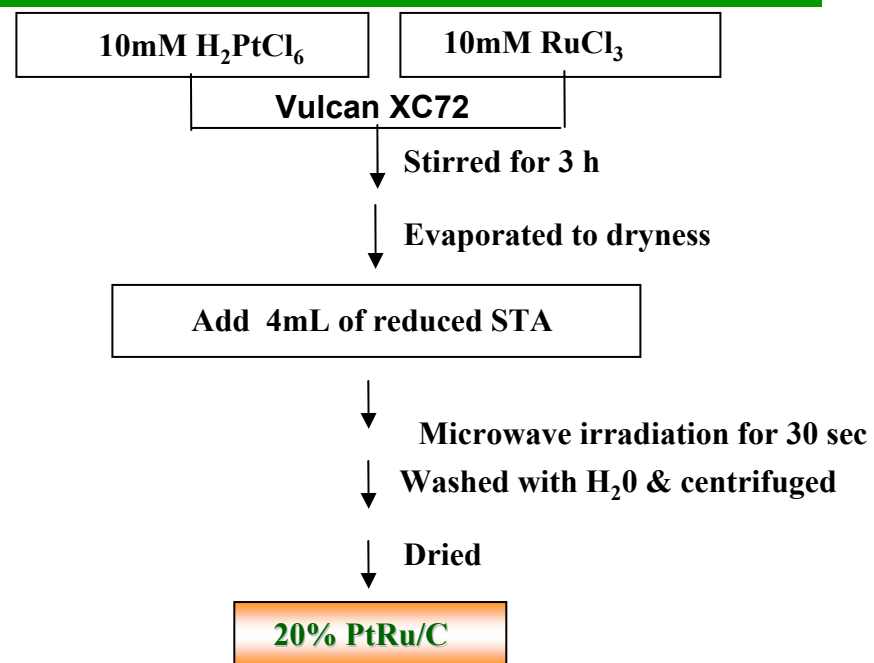 10mM H₂PtCl₆
10mM RuCl₃
Vulcan XC72
Stirred for 3 h
Evaporated to dryness
Add 4mL of reduced STA
Microwave irradiation for 30 sec
Washed with H₂0 & centrifuged
Dried
20% PtRu/C